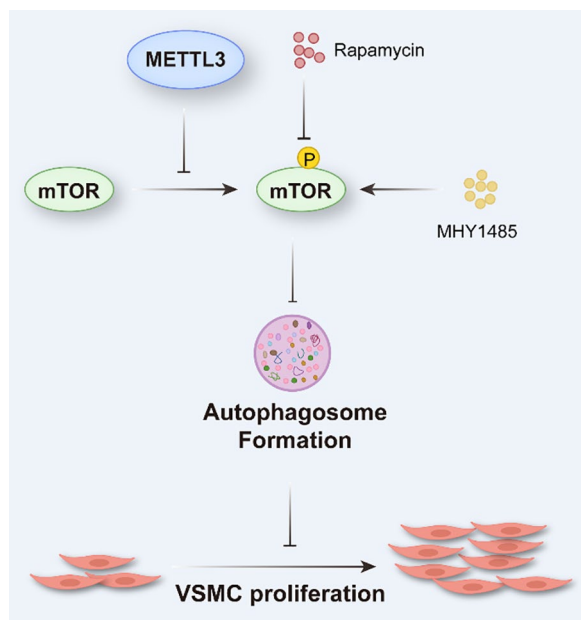 METTL3
Rapamycin
P
mTOR
mTOR
MHY1485
Autophagosome
Formation
VSMC proliferation